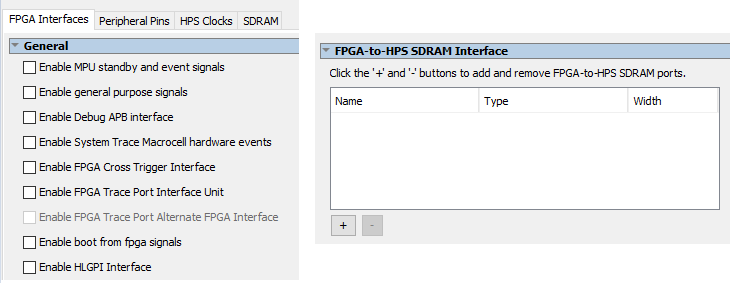 FPGA Interfaces Peripheral Pins HPS Clocks SDRAM
General
Enable MPU standby and event signals
Enable general purpose signals
Enable Debug APB interface
Enable System Trace Macrocell hardware events
Enable FPGA Cross Trigger Interface
Enable FPGA Trace Port Interface Unit
Enable FPGA Trace Port Alternate FPGA Interface
Enable boot from fpga signals
Enable HLGPI Interface
FPGA-to-HPS SDRAM Interface
Click the '+' and '-' buttons to add and remove FPGA-to-HPS SDRAM ports.
Name Type Width
+ -